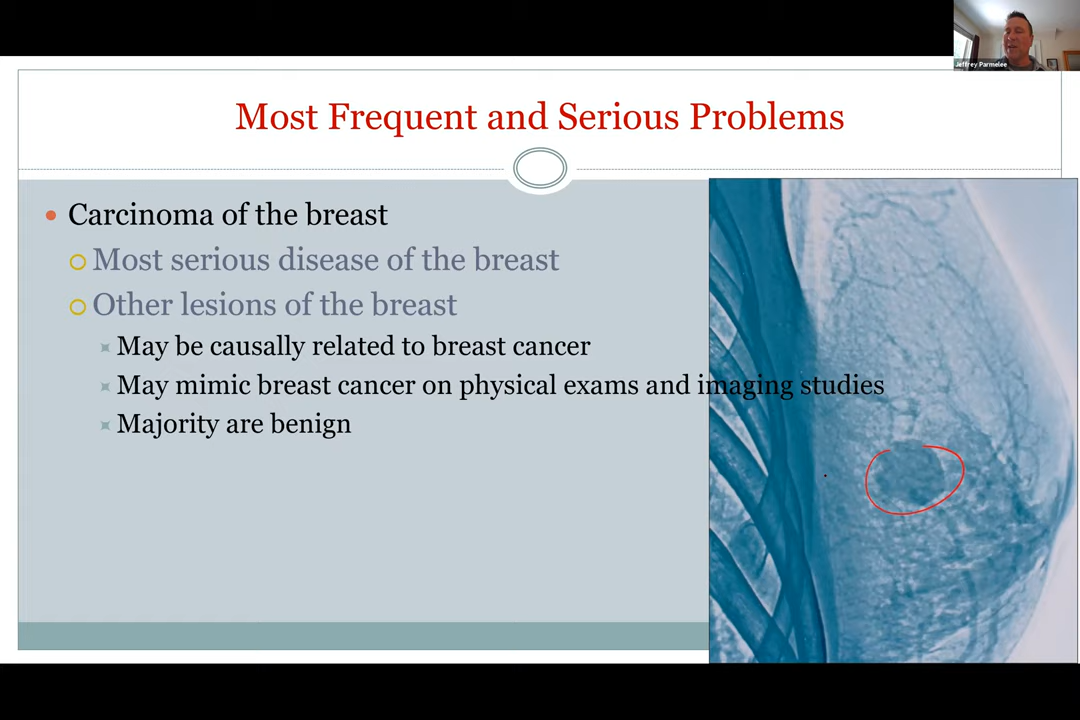 Jeffrey Parmelee
Most Frequent and Serious Problems
Carcinoma of the breast
Most serious disease of the breast
Other lesions of the breast
May be causally related to breast cancer
May mimic breast cancer on physical exams and imaging studies
Majority are benign